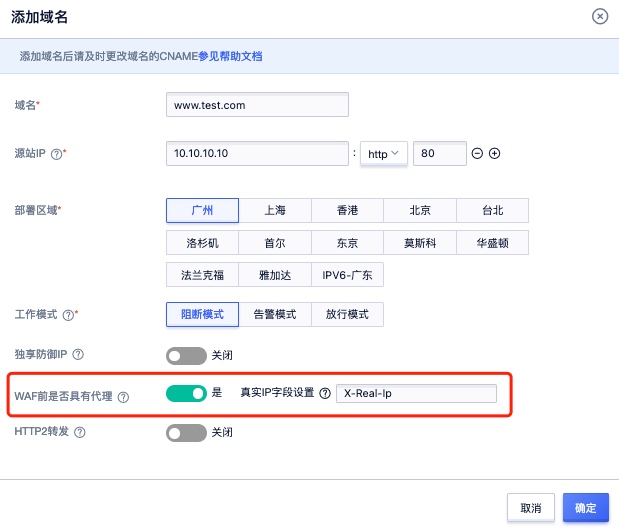 添加域名
添加域名后请及时更改域名的CNAME参见帮助文档
域名* www.test.com
源站IP ?* 10.10.10.10 : http 80
部署区域* 广州 上海 香港 北京 台北
洛杉矶 首尔 东京 莫斯科 华盛顿
法兰克福 雅加达 IPV6-广东
工作模式 ?* 阻断模式 告警模式 放行模式
独享防御IP ? 关闭
WAF前是否具有代理 ? 是 真实IP字段设置 ? X-Real-Ip
HTTP2转发 ? 关闭
取消 确定